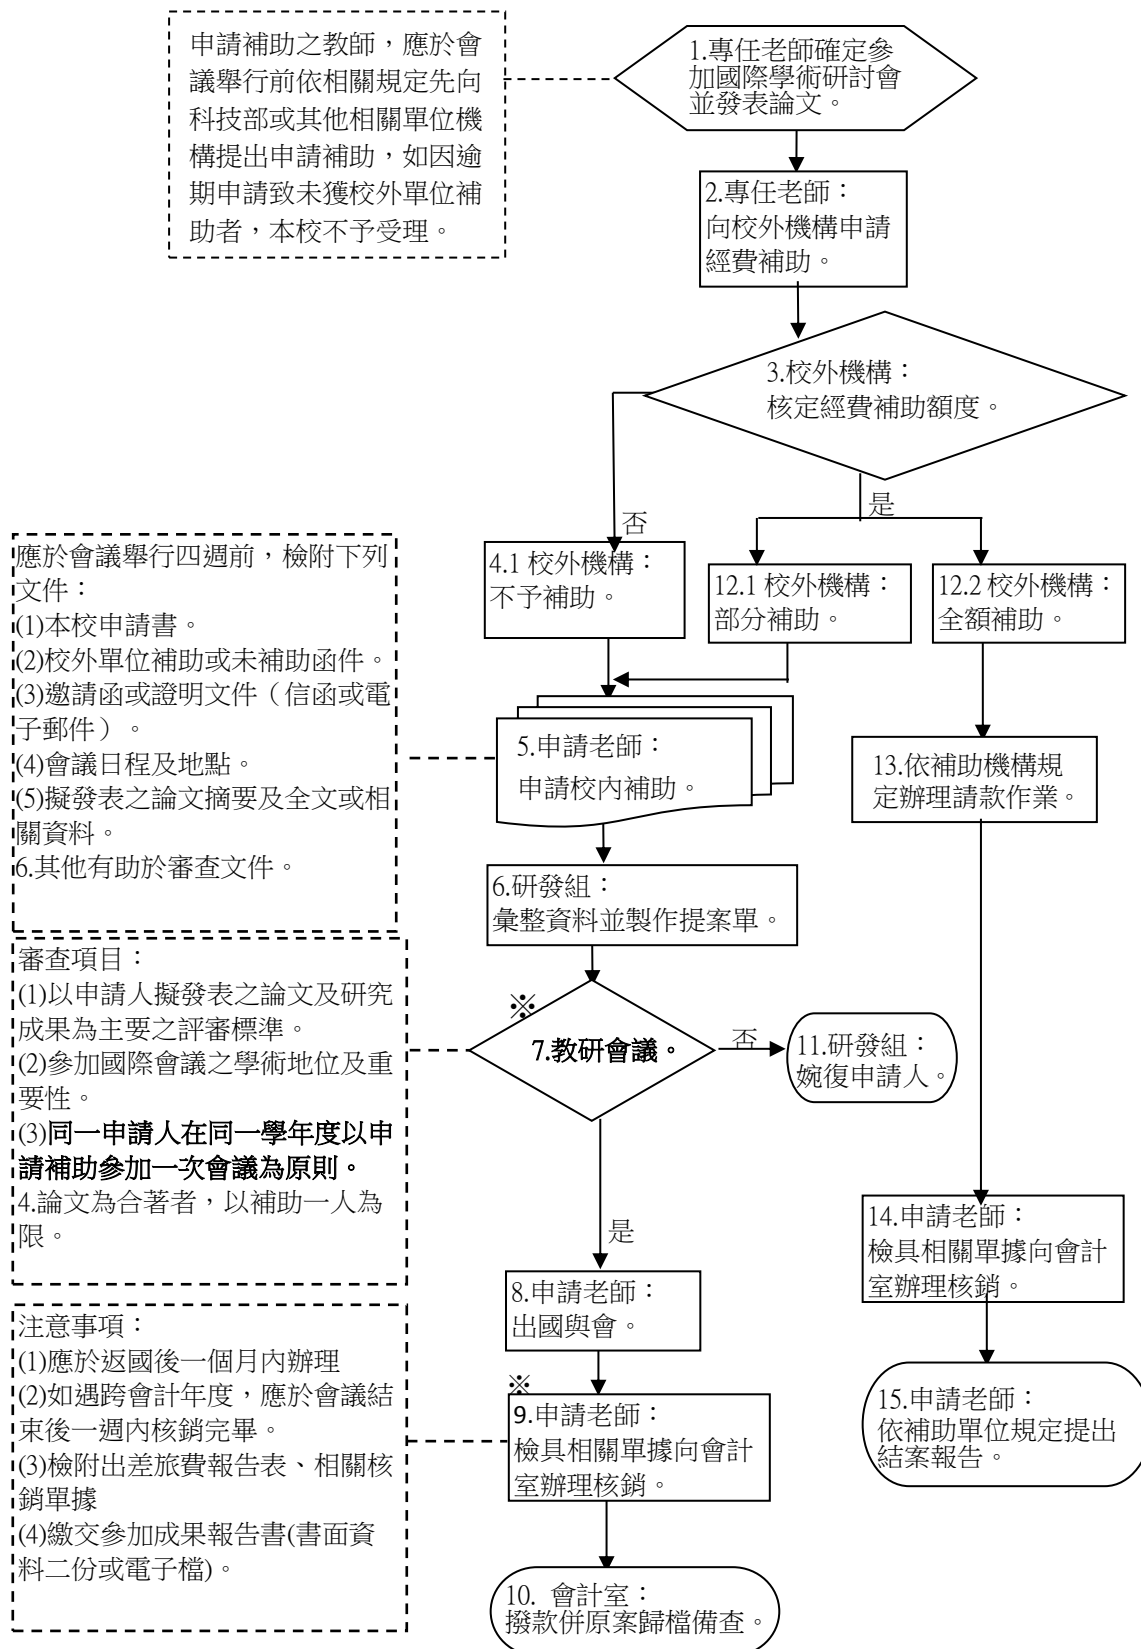 申請補助之教師，應於會
議舉行前依相關規定先向
科技部或其他相關單位機
構提出申請補助，如因逾
期申請致未獲校外單位補
助者，本校不予受理。
1.專任老師確定參
加國際學術研討會
並發表論文。
2.專任老師：
向校外機構申請
經費補助。
3.校外機構：
核定經費補助額度。
否
是
4.1 校外機構：
不予補助。
12.1 校外機構：
部分補助。
12.2 校外機構：
全額補助。
應於會議舉行四週前，檢附下列
文件：
(1)本校申請書。
(2)校外單位補助或未補助函件。
(3)邀請函或證明文件（信函或電
子郵件）。
(4)會議日程及地點。
(5)擬發表之論文摘要及全文或相
關資料。
6.其他有助於審查文件。
5.申請老師：
申請校內補助。
13.依補助機構規
定辦理請款作業。
6.研發組：
彙整資料並製作提案單。
審查項目：
(1)以申請人擬發表之論文及研究
成果為主要之評審標準。
(2)參加國際會議之學術地位及重
要性。
(3)同一申請人在同一學年度以申
請補助參加一次會議為原則。
4.論文為合著者，以補助一人為
限。
※
7.教研會議。
否
11.研發組：
婉復申請人。
是
8.申請老師：
出國與會。
14.申請老師：
檢具相關單據向會計
室辦理核銷。
注意事項：
(1)應於返國後一個月內辦理
(2)如遇跨會計年度，應於會議結
束後一週內核銷完畢。
(3)檢附出差旅費報告表、相關核
銷單據
(4)繳交參加成果報告書(書面資
料二份或電子檔)。
※
9.申請老師：
檢具相關單據向會計
室辦理核銷。
15.申請老師：
依補助單位規定提出
結案報告。
10. 會計室：
撥款併原案歸檔備查。